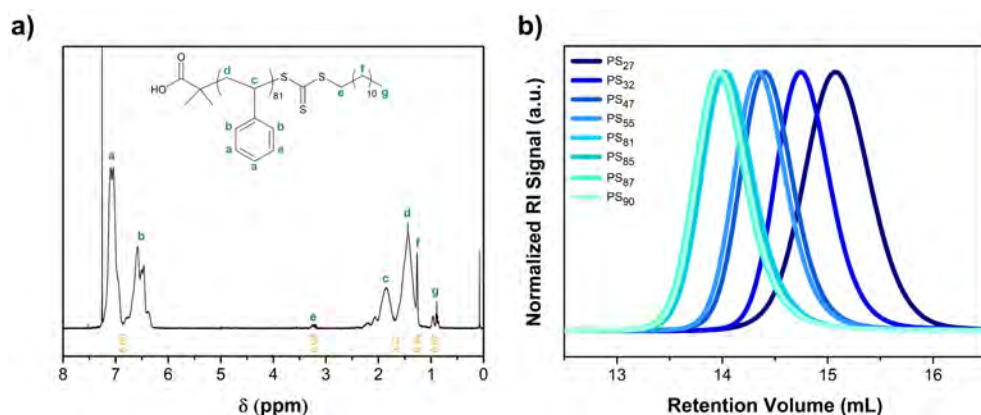 a)
b)
O
HO
d
c
81
S
S
S
e
f
10
g
b
b
a
e
a
a
b
e
c
d
f
g
8 7 6 5 4 3 2 1 0
δ (ppm)
Normalized RI Signal (a.u.)
PS27
PS32
PS47
PS55
PS81
PS85
PS87
PS90
13 14 15 16
Retention Volume (mL)